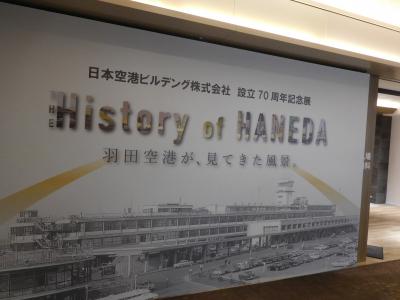 日本空港ビルデング株式会社 設立70周年記念展
THE
History of HANEDA
羽田空港が、見てきた風景。